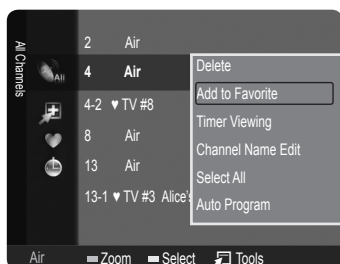 All Channels
All
2 Air
4 Air
4-2 ♥ TV #8
8 Air
13 Air
13-1 ♥ TV #3 Alice's
Delete
Add to Favorite
Timer Viewing
Channel Name Edit
Select All
Auto Program
Air Zoom Select Tools